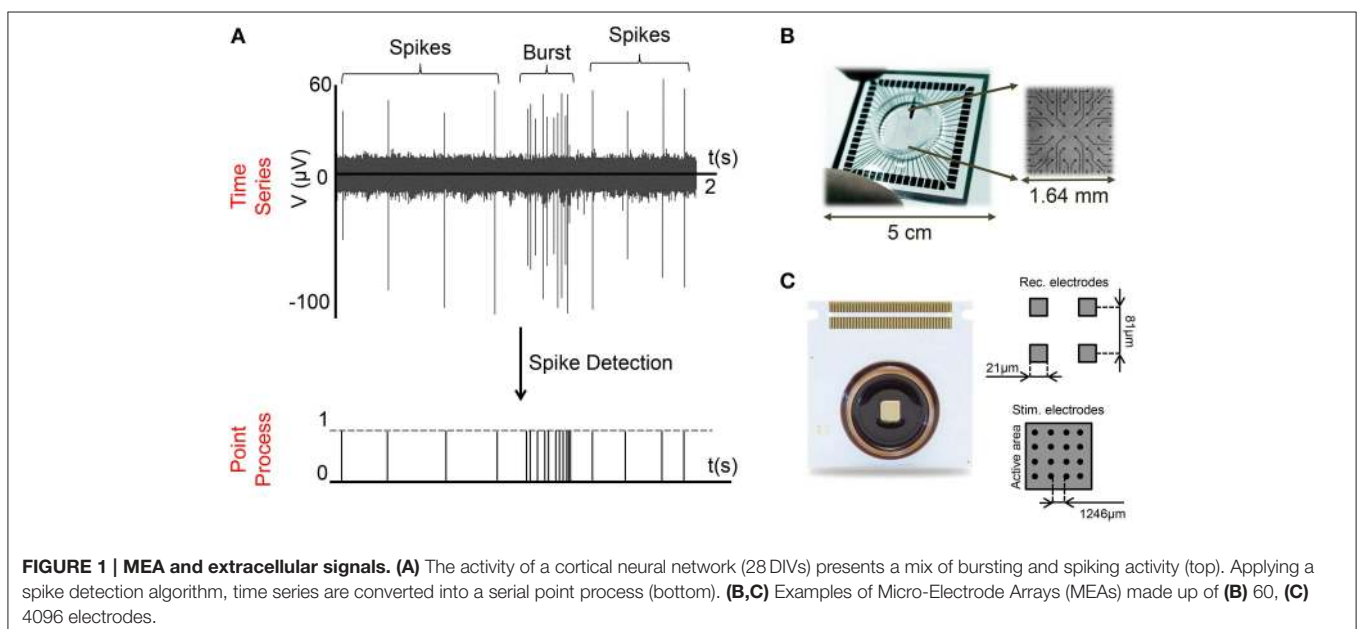 A
Spikes
Burst
Spikes
60
0
-100
V (µV)
Time
Series
t(s)
2
Spike Detection
Point
Process
1
0
t(s)
B
5 cm
1.64 mm
C
Rec. electrodes
81µm
21µm
Stim. electrodes
Active area
1246µm
FIGURE 1 | MEA and extracellular signals. (A) The activity of a cortical neural network (28 DIVs) presents a mix of bursting and spiking activity (top). Applying a
spike detection algorithm, time series are converted into a serial point process (bottom). (B,C) Examples of Micro-Electrode Arrays (MEAs) made up of (B) 60, (C)
4096 electrodes.